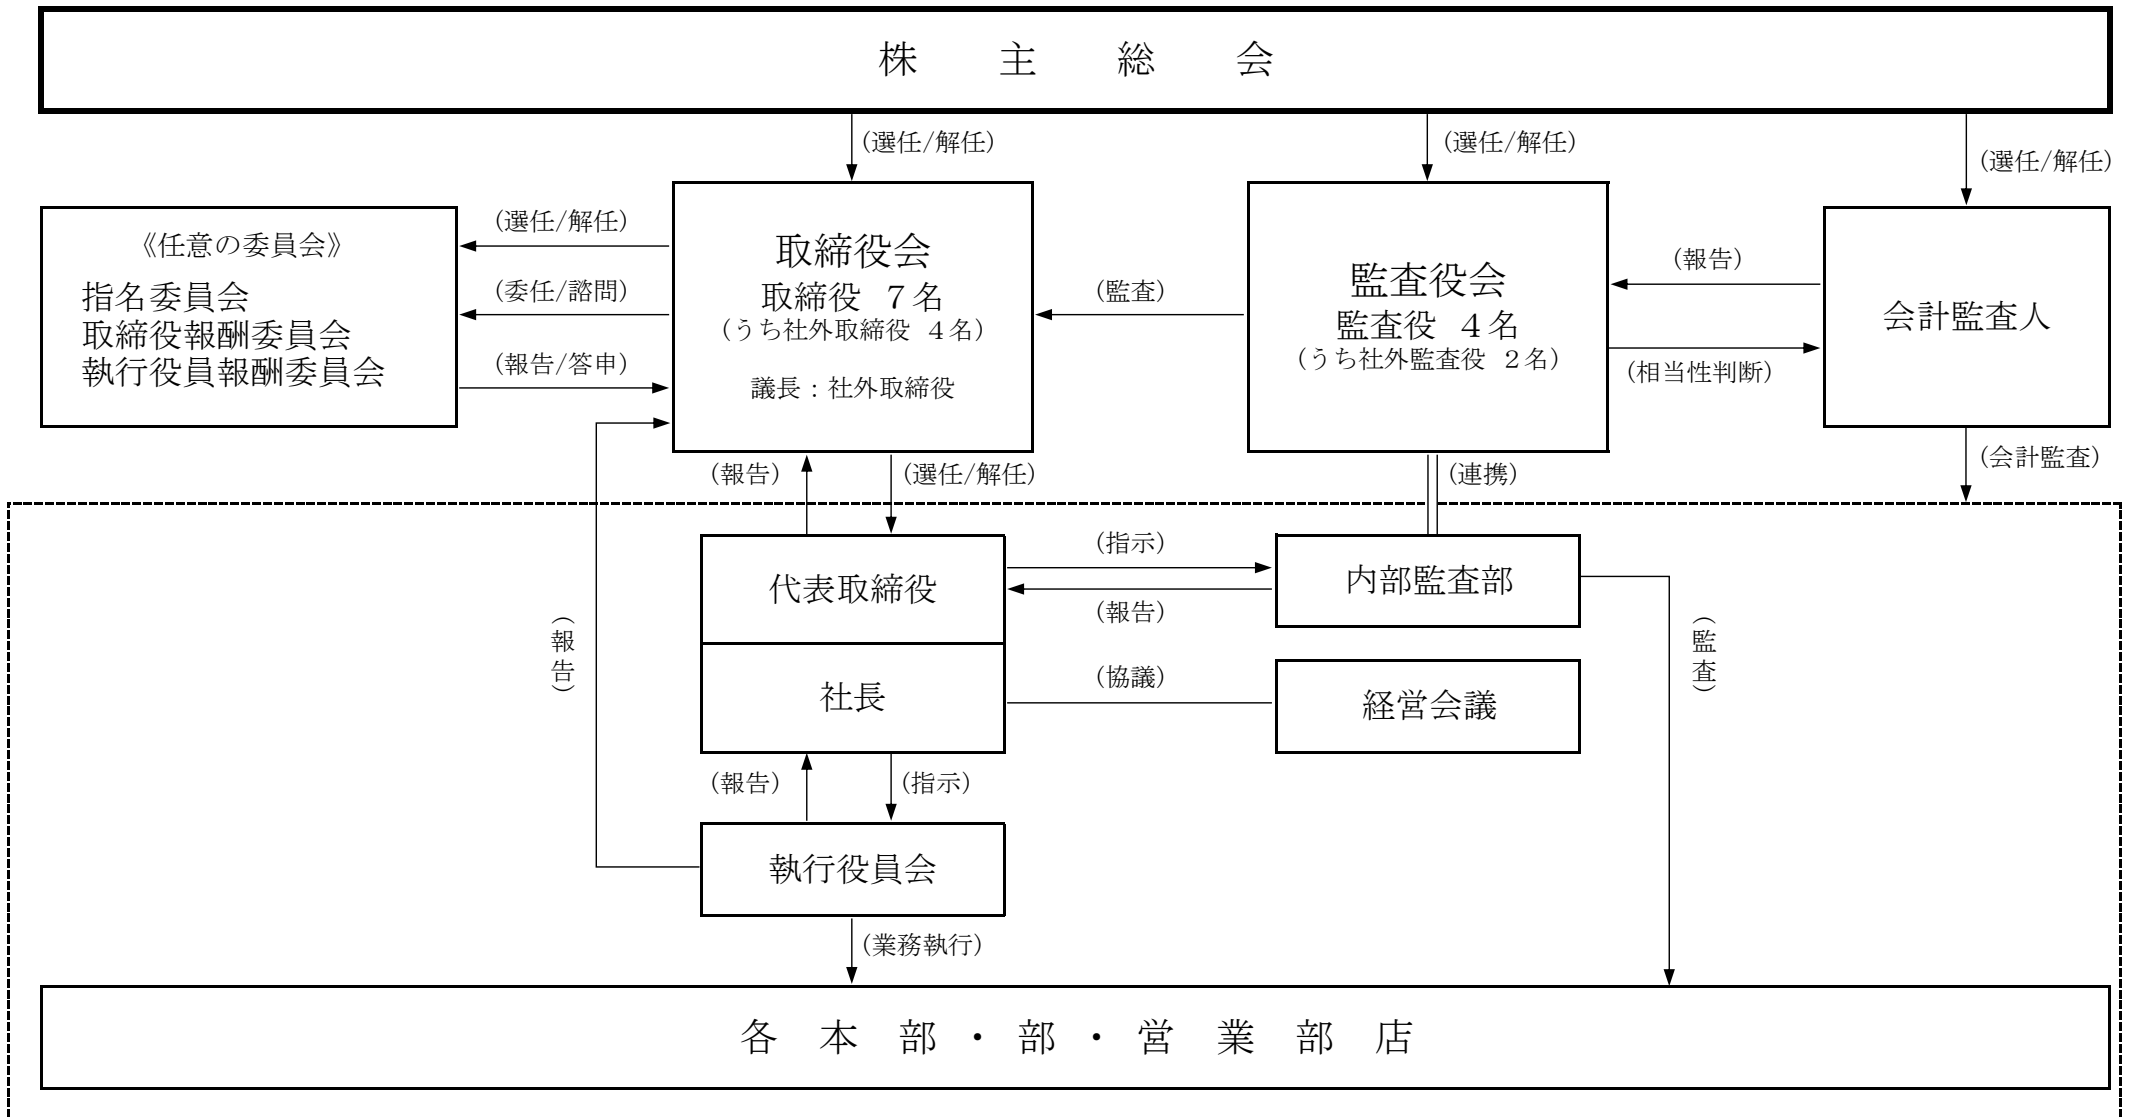 株主総会
(選任/解任)
(選任/解任)
(選任/解任)
《任意の委員会》
指名委員会
取締役報酬委員会
執行役員報酬委員会
(選任/解任)
(委任/諮問)
(報告/答申)
取締役会
取締役 7名
(うち社外取締役 4名)
議長：社外取締役
(監査)
監査役会
監査役 4名
(うち社外監査役 2名)
(報告)
(相当性判断)
会計監査人
(報告)
(選任/解任)
(連携)
(会計監査)
代表取締役
社長
(指示)
(報告)
(協議)
内部監査部
経営会議
(報告)
(監査)
(報告)
(指示)
執行役員会
(業務執行)
各本部・部・営業部店